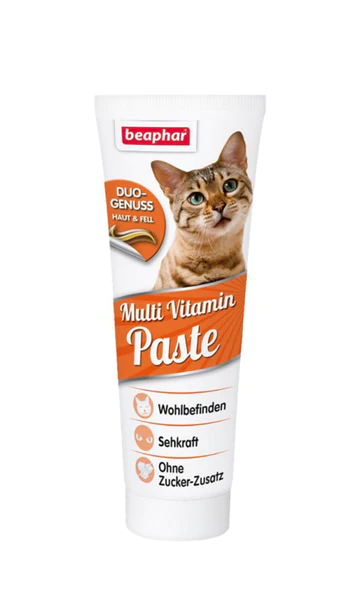 beaphar
DUO-
GENUSS
HAUT & FELL
Multi Vitamin
Paste
Wohlbefinden
Sehkraft
Ohne
Zucker-Zusatz